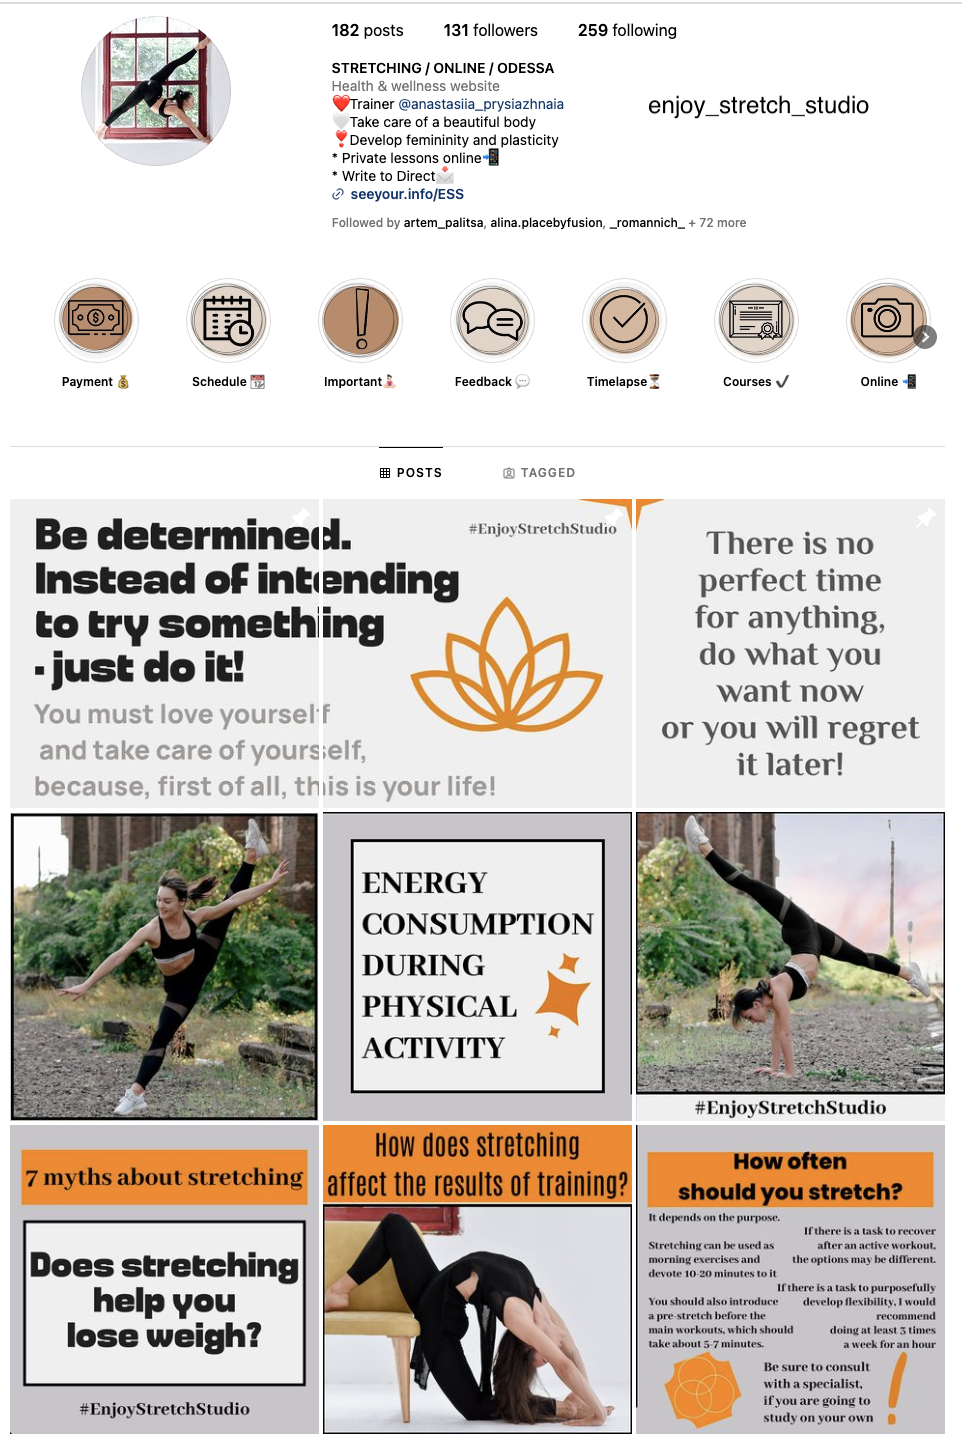 182 posts 131 followers 259 following
STRETCHING / ONLINE / ODESSA
Health & wellness website
❤️Trainer @anastasiia_prysiazhnaia
🤍Take care of a beautiful body
❣️Develop femininity and plasticity
* Private lessons online📲
* Write to Direct📩
seeyour.info/ESS
Followed by artem_palitsa, alina.placebyfusion, _romannich_ + 72 more
enjoy_stretch_studio
Payment 💰
Schedule 📆
Important
Feedback 💬
Timelapse⏳
Courses ✔️
Online 📲
POSTS
TAGGED
Be determined.
Instead of intending
to try something
- just do it!
You must love yourself
and take care of yourself,
because, first of all, this is your life!
#EnjoyStretchStudio
There is no
perfect time
for anything,
do what you
want now
or you will regret
it later!
ENERGY
CONSUMPTION
DURING
PHYSICAL
ACTIVITY
#EnjoyStretchStudio
7 myths about stretching
Does stretching
help you
lose weigh?
#EnjoyStretchStudio
How does stretching
affect the results of training?
How often
should you stretch?
It depends on the purpose.
If there is a task to recover
after an active workout,
the options may be different.
Stretching can be used as
morning exercises and
devote 10-20 minutes to it
If there is a task to purposefully
develop flexibility, I would
recommend
doing at least 3 times
a week for an hour
You should also introduce
a pre-stretch before the
main workouts, which should
take about 5-7 minutes.
Be sure to consult
with a specialist,
if you are going to
study on your own